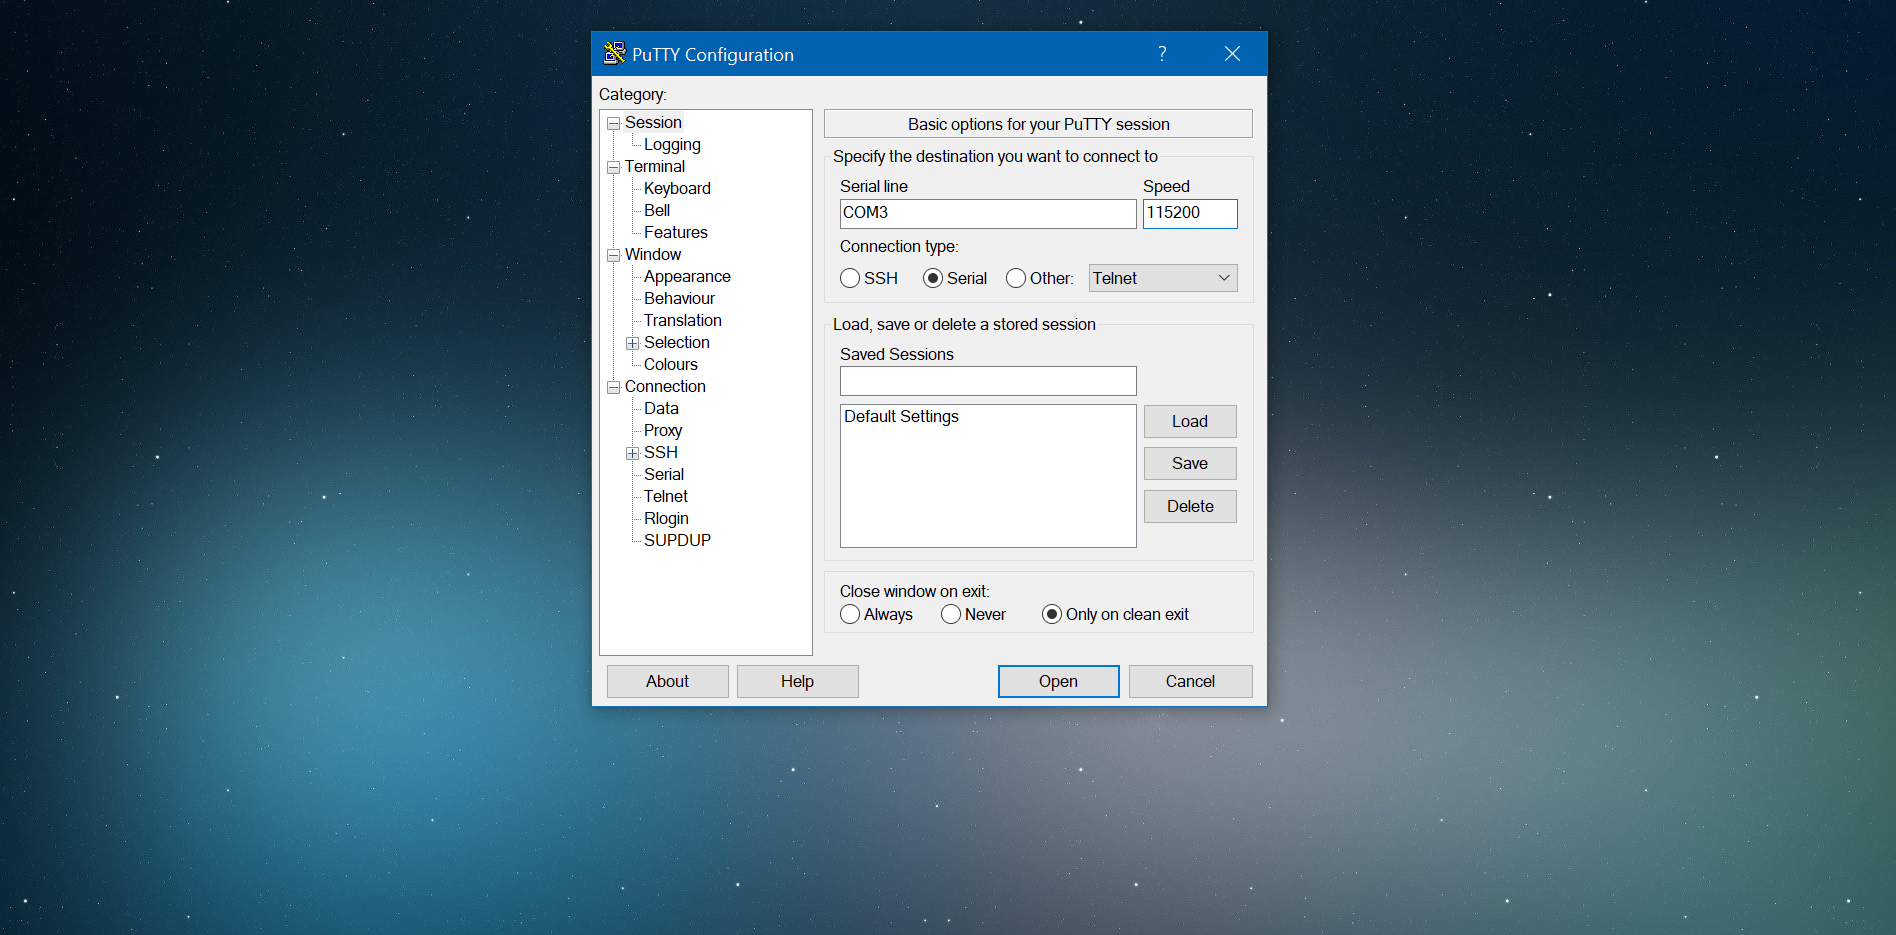 PuTTY Configuration
?
Category:
Session
Logging
Terminal
Keyboard
Bell
Features
Window
Appearance
Behaviour
Translation
Selection
Colours
Connection
Data
Proxy
SSH
Serial
Telnet
Rlogin
SUPDUP
Basic options for your PuTTY session
Specify the destination you want to connect to
Serial line Speed
COM3 115200
Connection type:
SSH Serial Other: Telnet
Load, save or delete a stored session
Saved Sessions
Default Settings
Load
Save
Delete
Close window on exit:
Always Never Only on clean exit
About Help Open Cancel